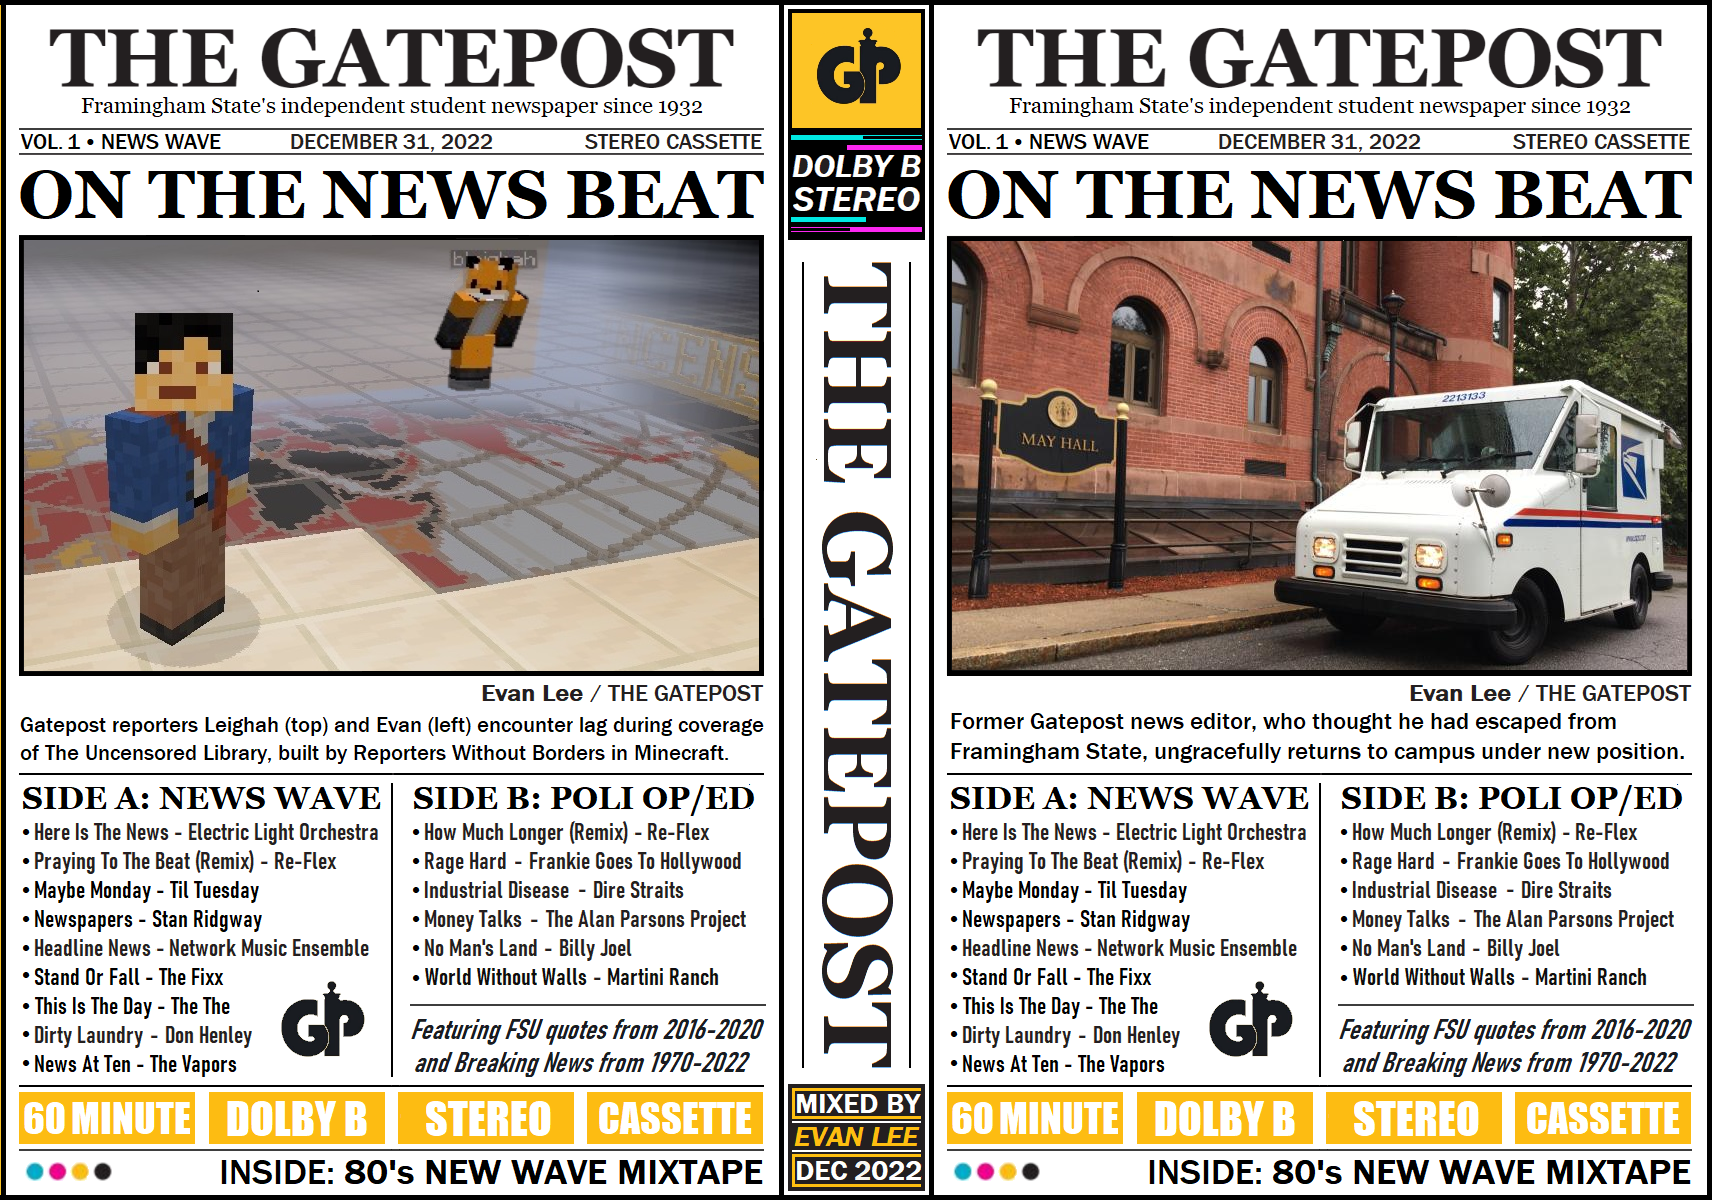 THE GATEPOST
Framingham State's independent student newspaper since 1932
VOL. 1 • NEWS WAVE DECEMBER 31, 2022 STEREO CASSETTE
ON THE NEWS BEAT
Evan Lee / THE GATEPOST
Gatepost reporters Leighah (top) and Evan (left) encounter lag during coverage
of The Uncensored Library, built by Reporters Without Borders in Minecraft.
SIDE A: NEWS WAVE
• Here Is The News - Electric Light Orchestra
• Praying To The Beat (Remix) - Re-Flex
• Maybe Monday - Til Tuesday
• Newspapers - Stan Ridgway
• Headline News - Network Music Ensemble
• Stand Or Fall - The Fixx
• This Is The Day - The The
• Dirty Laundry - Don Henley
• News At Ten - The Vapors
GP
SIDE B: POLI OP/ED
• How Much Longer (Remix) - Re-Flex
• Rage Hard - Frankie Goes To Hollywood
• Industrial Disease - Dire Straits
• Money Talks - The Alan Parsons Project
• No Man's Land - Billy Joel
• World Without Walls - Martini Ranch
Featuring FSU quotes from 2016-2020
and Breaking News from 1970-2022
60 MINUTE DOLBY B STEREO CASSETTE
INSIDE: 80's NEW WAVE MIXTAPE
GP
DOLBY B
STEREO
THE GATEPOST
MIXED BY
EVAN LEE
DEC 2022
THE GATEPOST
Framingham State's independent student newspaper since 1932
VOL. 1 • NEWS WAVE DECEMBER 31, 2022 STEREO CASSETTE
ON THE NEWS BEAT
2213133
MAY HALL
Evan Lee / THE GATEPOST
Former Gatepost news editor, who thought he had escaped from
Framingham State, ungracefully returns to campus under new position.
SIDE A: NEWS WAVE
• Here Is The News - Electric Light Orchestra
• Praying To The Beat (Remix) - Re-Flex
• Maybe Monday - Til Tuesday
• Newspapers - Stan Ridgway
• Headline News - Network Music Ensemble
• Stand Or Fall - The Fixx
• This Is The Day - The The
• Dirty Laundry - Don Henley
• News At Ten - The Vapors
GP
SIDE B: POLI OP/ED
• How Much Longer (Remix) - Re-Flex
• Rage Hard - Frankie Goes To Hollywood
• Industrial Disease - Dire Straits
• Money Talks - The Alan Parsons Project
• No Man's Land - Billy Joel
• World Without Walls - Martini Ranch
Featuring FSU quotes from 2016-2020
and Breaking News from 1970-2022
60 MINUTE DOLBY B STEREO CASSETTE
INSIDE: 80's NEW WAVE MIXTAPE